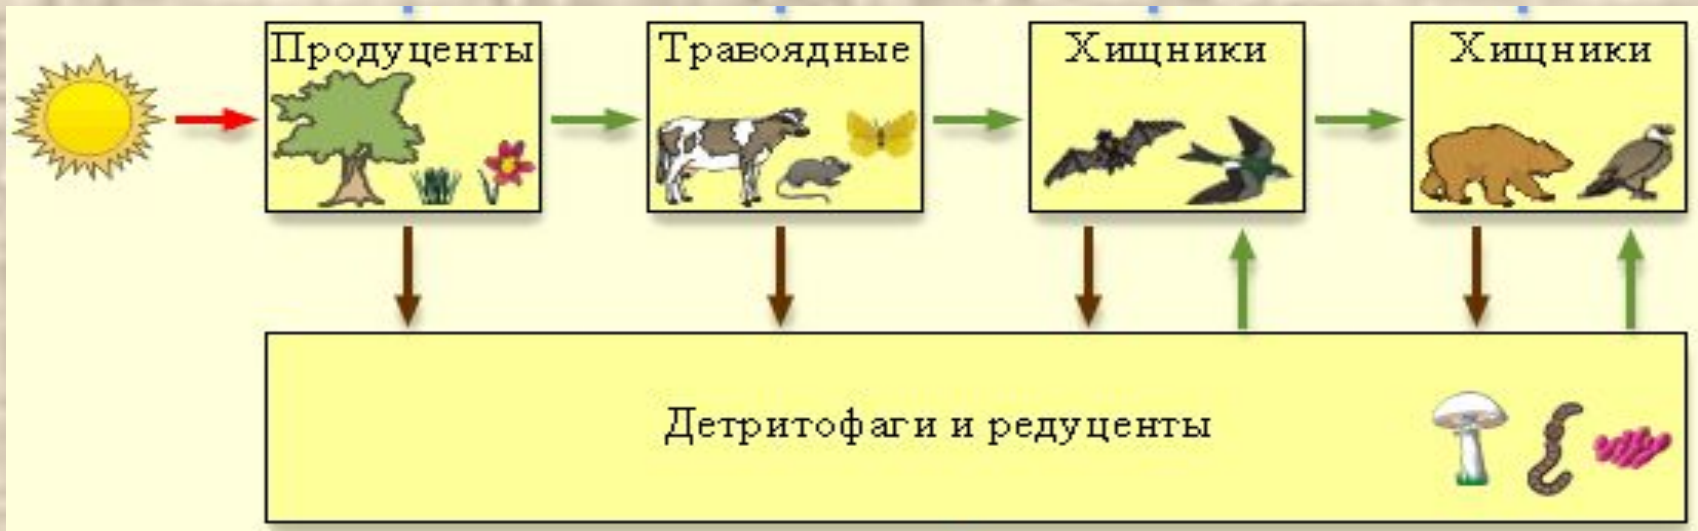 Продуценты
Травоядные
Хищники
Хищники
Детритофаги и редуценты